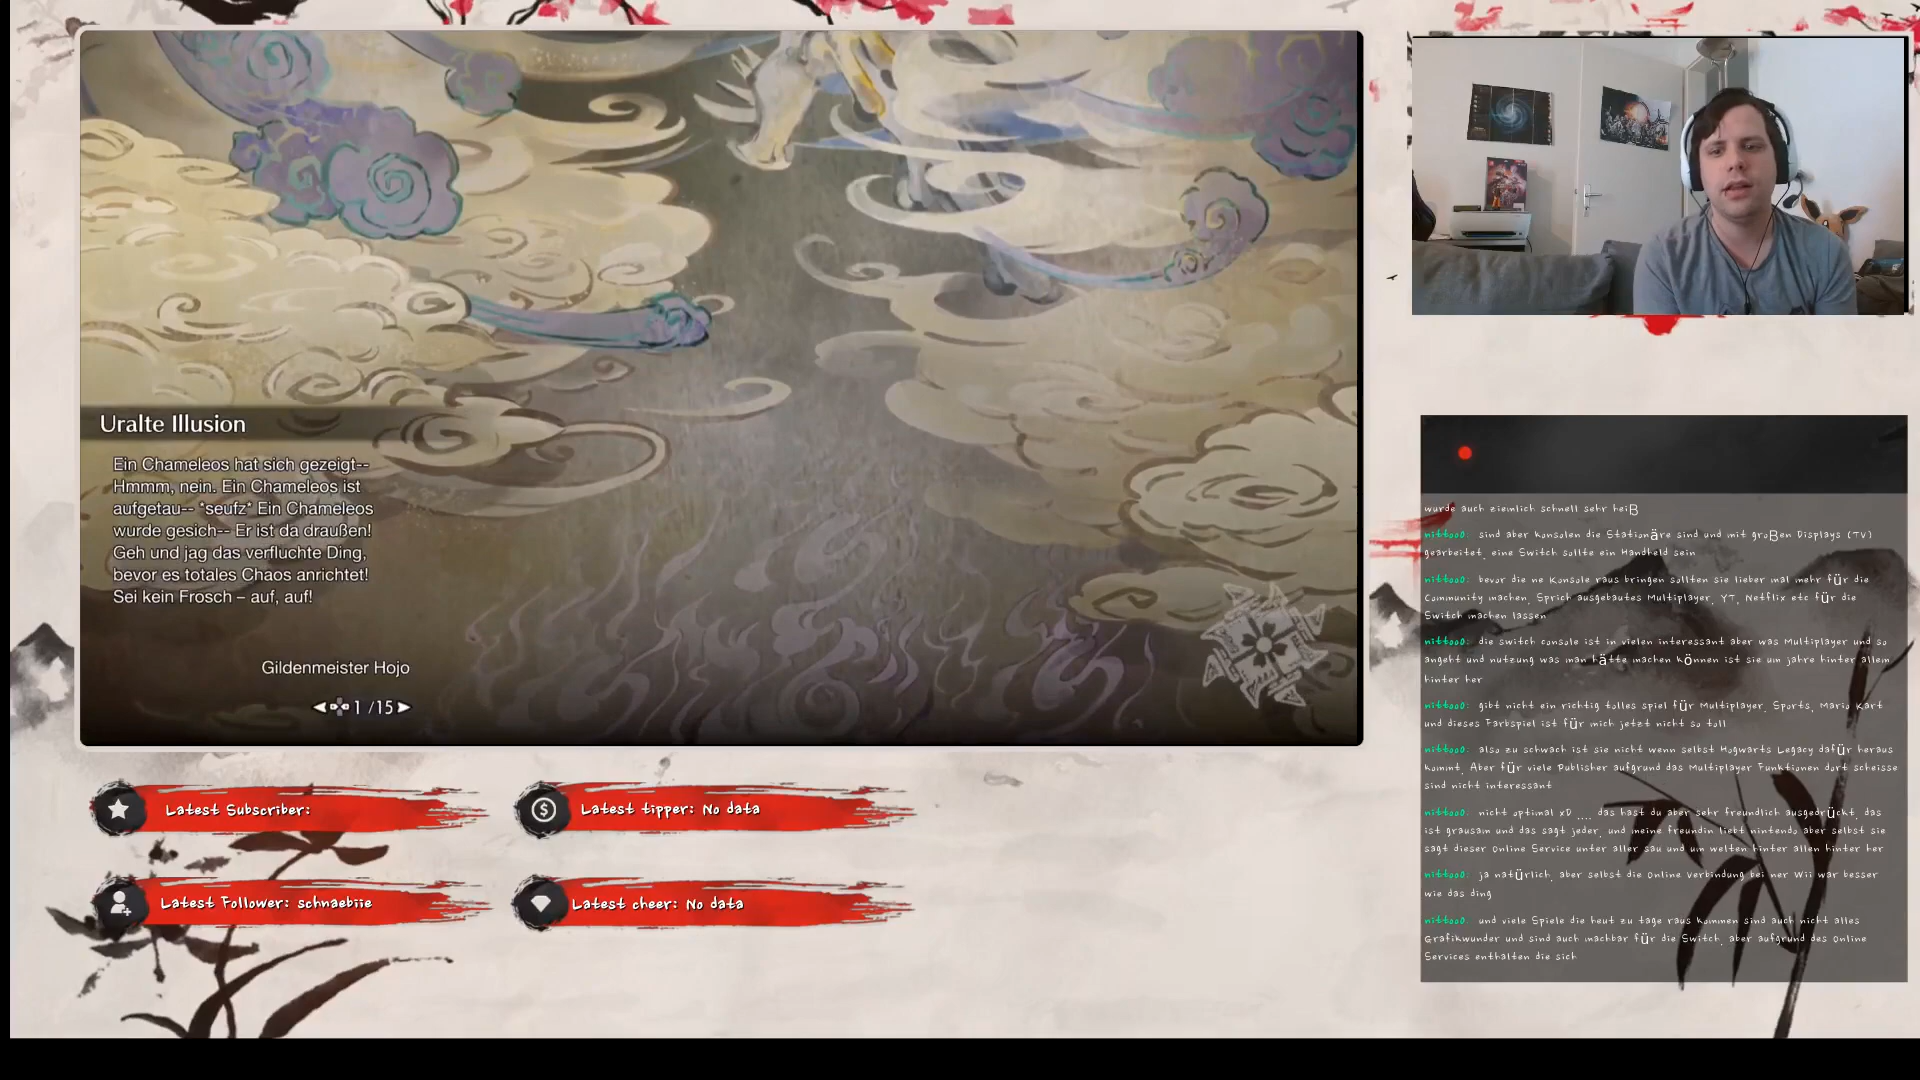 Uralte Illusion
Ein Chameleos hat sich gezeigt--
Hmmm, nein. Ein Chameleos ist
aufgetau-- *seufz* Ein Chameleos
wurde gesich-- Er ist da draußen!
Geh und jag das verfluchte Ding,
bevor es totales Chaos anrichtet!
Sei kein Frosch – auf, auf!
Gildenmeister Hojo
1 /15
Latest Subscriber:
Latest tipper: No data
Latest Follower: schnaebiie
Latest cheer: No data
wurde auch ziemlich schnell sehr heiß
nittoo0: sind aber konsolen die Stationäre sind und mit großen Displays (TV)
gearbeitet, eine Switch sollte ein Handheld sein
nittoo0: bevor die ne Konsole raus bringen sollten sie lieber mal mehr für die
Community machen, Sprich ausgebautes Multiplayer, YT, Netflix etc für die
Switch machen lassen
nittoo0: die switch console ist in vielen interessant aber was Multiplayer und so
angeht und nutzung was man hätte machen können ist sie um jahre hinter allem
hinter her
nittoo0: gibt nicht ein richtig tolles spiel für Multiplayer, Sports, Mario Kart
und dieses Farbspiel ist für mich jetzt nicht so toll
nittoo0: also zu schwach ist sie nicht wenn selbst Hogwarts Legacy dafür heraus
kommt, Aber für viele Publisher aufgrund das Multiplayer Funktionen dort scheisse
sind nicht interessant
nittoo0: nicht optimal xD .... das hast du aber sehr freundlich ausgedrückt, das
ist grausam und das sagt jeder, und meine freundin liebt nintendo aber selbst sie
sagt dieser Online Service unter aller sau und um welten hinter allen hinter her
nittoo0: ja natürlich, aber selbst die Online Verbindung bei ner Wii war besser
wie das ding
nittoo0: und viele Spiele die heut zu tage raus kommen sind auch nicht alles
Grafikwunder und sind auch machbar für die Switch, aber aufgrund des Online
Services enthalten die sich